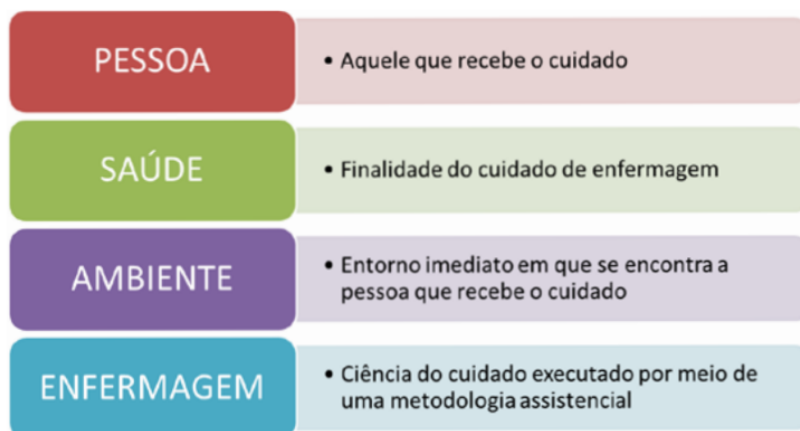 PESSOA
• Aquele que recebe o cuidado
SAÚDE
• Finalidade do cuidado de enfermagem
AMBIENTE
• Entorno imediato em que se encontra a
pessoa que recebe o cuidado
ENFERMAGEM
• Ciência do cuidado executado por meio de
uma metodologia assistencial